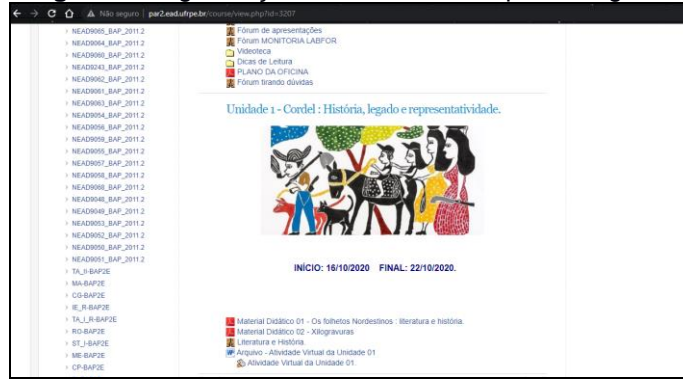 Não seguro | par2.ead.ufrpe.br/course/view.php?id=3207
NEAD9065_BAP_2011.2
NEAD9064_BAP_2011.2
NEAD9060_BAP_2011.2
NEAD9243_BAP_2011.2
NEAD9062_BAP_2011.2
NEAD9061_BAP_2011.2
NEAD9063_BAP_2011.2
NEAD9054_BAP_2011.2
NEAD9056_BAP_2011.2
NEAD9059_BAP_2011.2
NEAD9055_BAP_2011.2
NEAD9057_BAP_2011.2
NEAD9058_BAP_2011.2
NEAD9068_BAP_2011.2
NEAD9048_BAP_2011.2
NEAD9049_BAP_2011.2
NEAD9053_BAP_2011.2
NEAD9052_BAP_2011.2
NEAD9050_BAP_2011.2
NEAD9051_BAP_2011.2
TA_II-BAP2E
MA-BAP2E
CG-BAP2E
IE_R-BAP2E
TA_I_R-BAP2E
RO-BAP2E
ST_I-BAP2E
ME-BAP2E
CP-BAP2E
Fórum de apresentações
Fórum MONITORIA LABFOR
Videoteca
Dicas de Leitura
PLANO DA OFICINA
Fórum tirando dúvidas
Unidade 1 - Cordel : História, legado e representatividade.
INÍCIO: 16/10/2020 FINAL: 22/10/2020.
Material Didático 01 - Os folhetos Nordestinos : literatura e história.
Material Didático 02 - Xilogravuras
Literatura e História.
Arquivo - Atividade Virtual da Unidade 01
Atividade Virtual da Unidade 01.